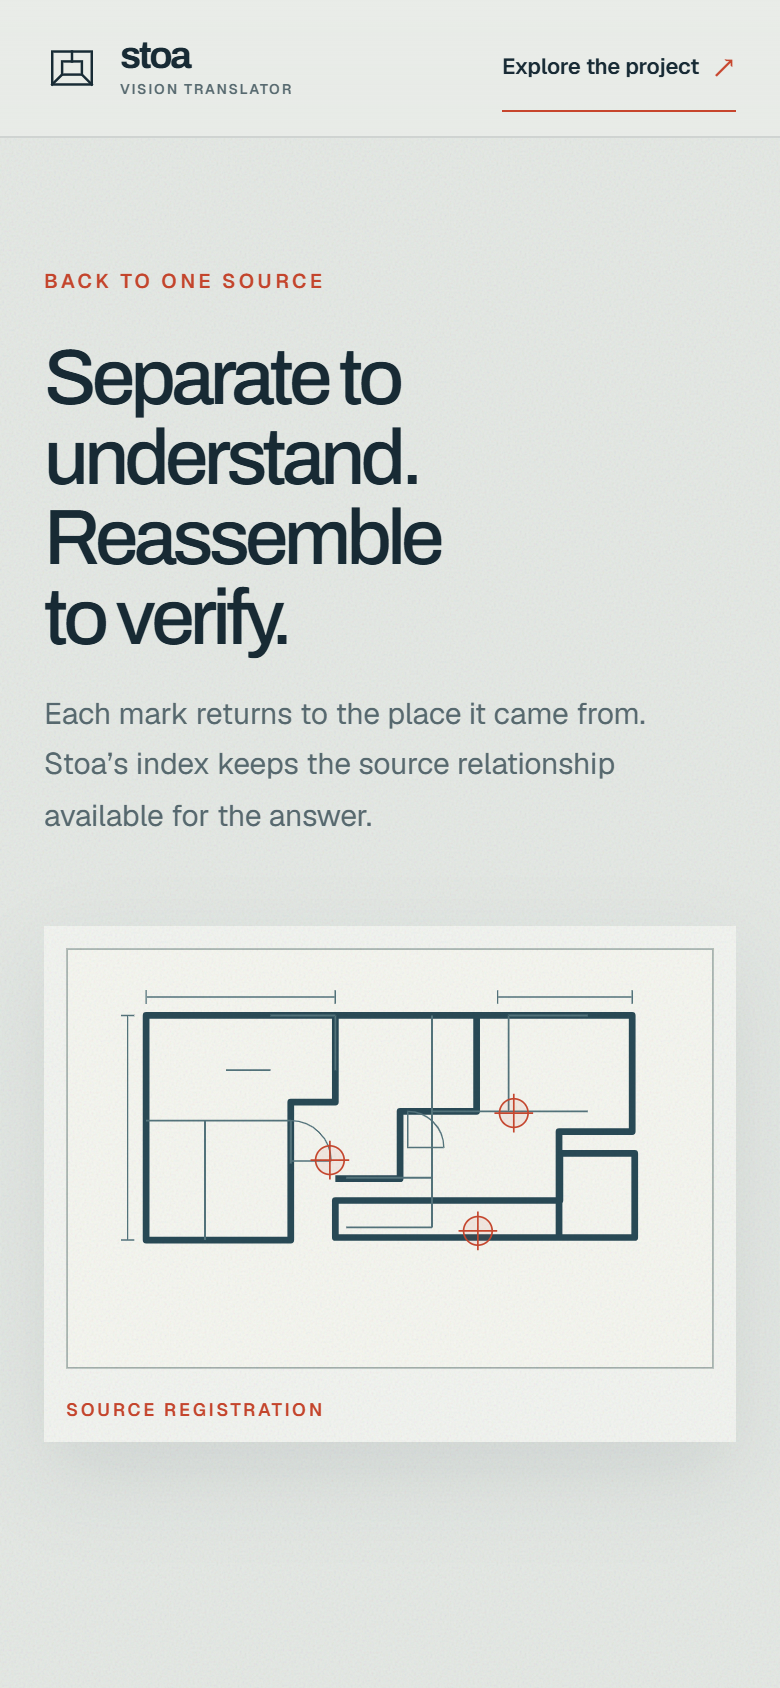 stoa
VISION TRANSLATOR
Explore the project ↗
BACK TO ONE SOURCE
Separate to
understand.
Reassemble
to verify.
Each mark returns to the place it came from.
Stoa’s index keeps the source relationship
available for the answer.
SOURCE REGISTRATION